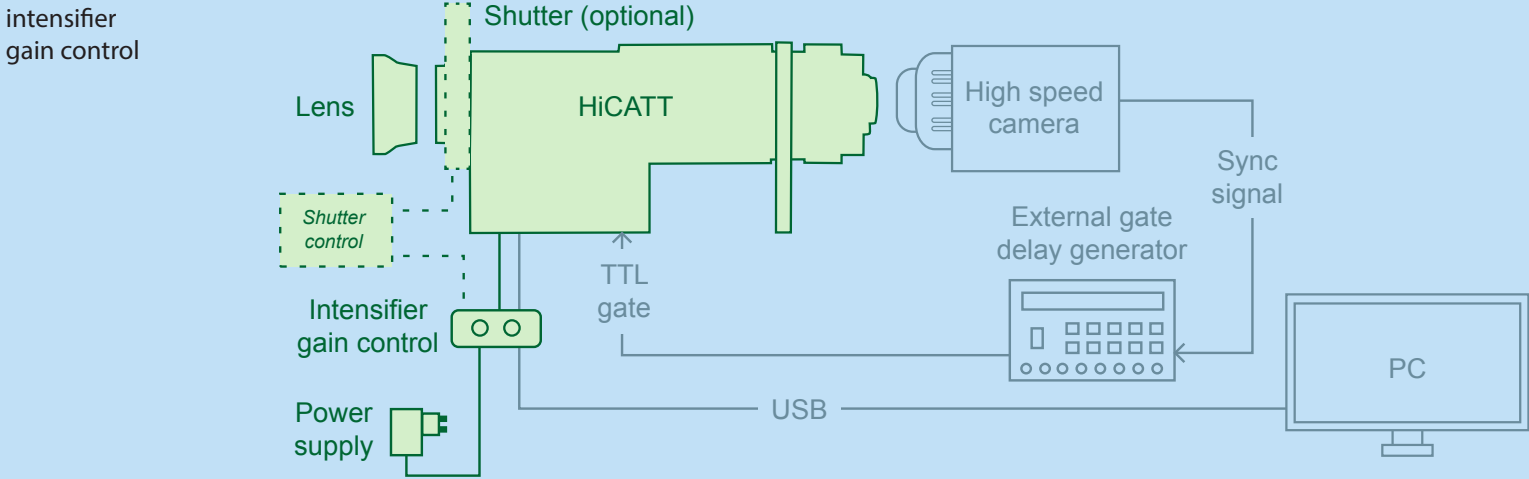 intensifier
gain control
Shutter (optional)
Lens
HiCATT
High speed
camera
Sync
signal
Shutter
control
External gate
delay generator
TTL
gate
Intensifier
gain control
PC
Power
supply
USB